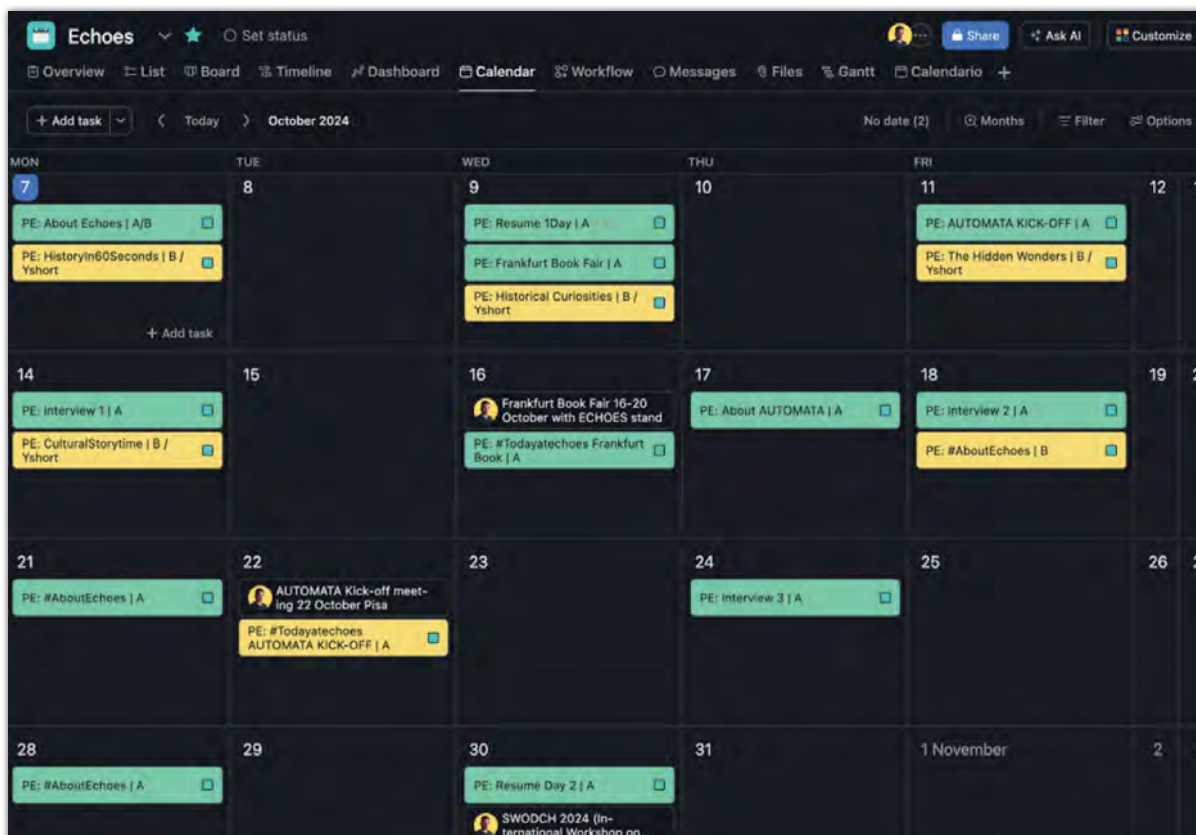 Echoes
Set status
Share
Ask AI
Customize
Overview
List
Board
Timeline
Dashboard
Calendar
Workflow
Messages
Files
Gantt
Calendario
+
+ Add task
Today
October 2024
No date (2)
Months
Filter
Options
MON
TUE
WED
THU
FRI
7
8
9
10
11
12
PE: About Echoes | A/B
PE: HistoryIn60Seconds | B /
Yshort
+ Add task
PE: Resume 1Day | A
PE: Frankfurt Book Fair | A
PE: Historical Curiosities | B /
Yshort
PE: AUTOMATA KICK-OFF | A
PE: The Hidden Wonders | B /
Yshort
14
15
16
17
18
19
PE: Interview 1 | A
PE: CulturalStorytime | B /
Yshort
Frankfurt Book Fair 16-20
October with ECHOES stand
PE: #Todayatechoes Frankfurt
Book | A
PE: About AUTOMATA | A
PE: Interview 2 | A
PE: #AboutEchoes | B
21
22
23
24
25
26
PE: #AboutEchoes | A
AUTOMATA Kick-off meet-
ing 22 October Pisa
PE: #Todayatechoes
AUTOMATA KICK-OFF | A
PE: Interview 3 | A
28
29
30
31
1 November
2
PE: #AboutEchoes | A
PE: Resume Day 2 | A
SWODCH 2024 (In-
ternational Workshop on